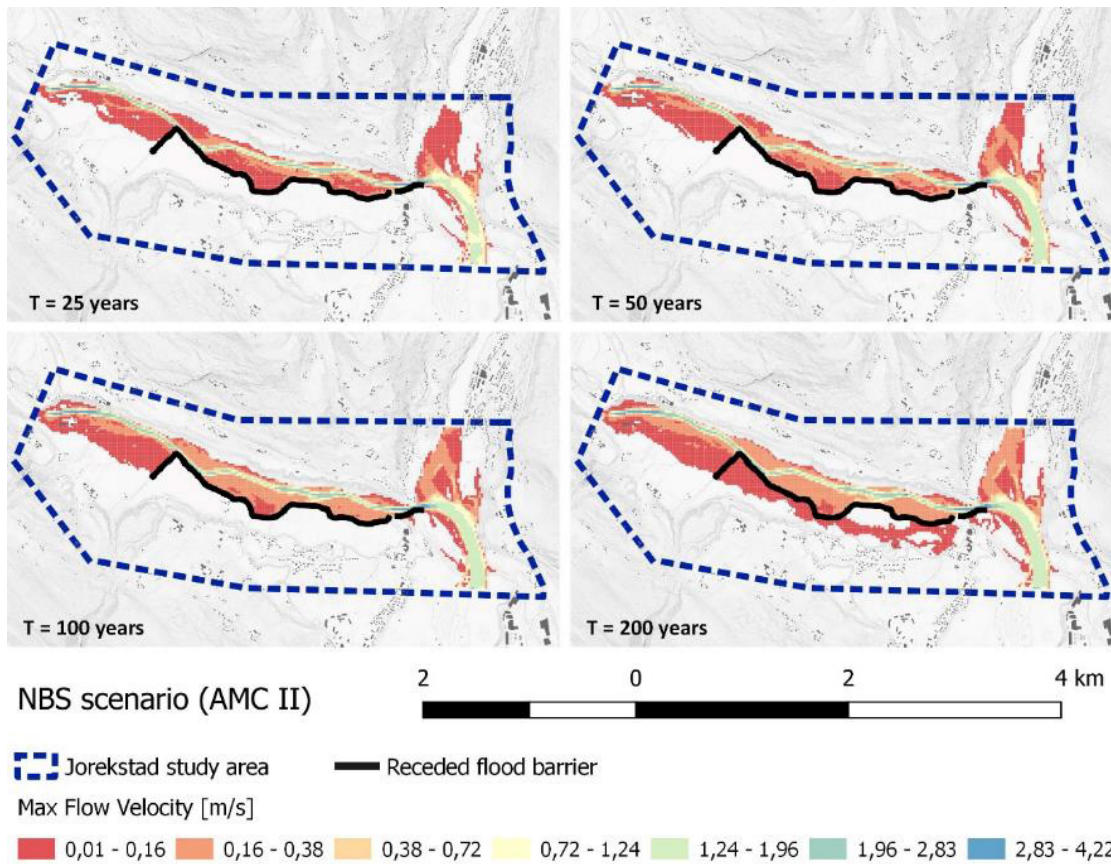 T = 25 years
T = 50 years
T = 100 years
T = 200 years
NBS scenario (AMC II)
2 0 2 4 km
Jorekstad study area
Receded flood barrier
Max Flow Velocity [m/s]
0,01 - 0,16 0,16 - 0,38 0,38 - 0,72 0,72 - 1,24 1,24 - 1,96 1,96 - 2,83 2,83 - 4,22